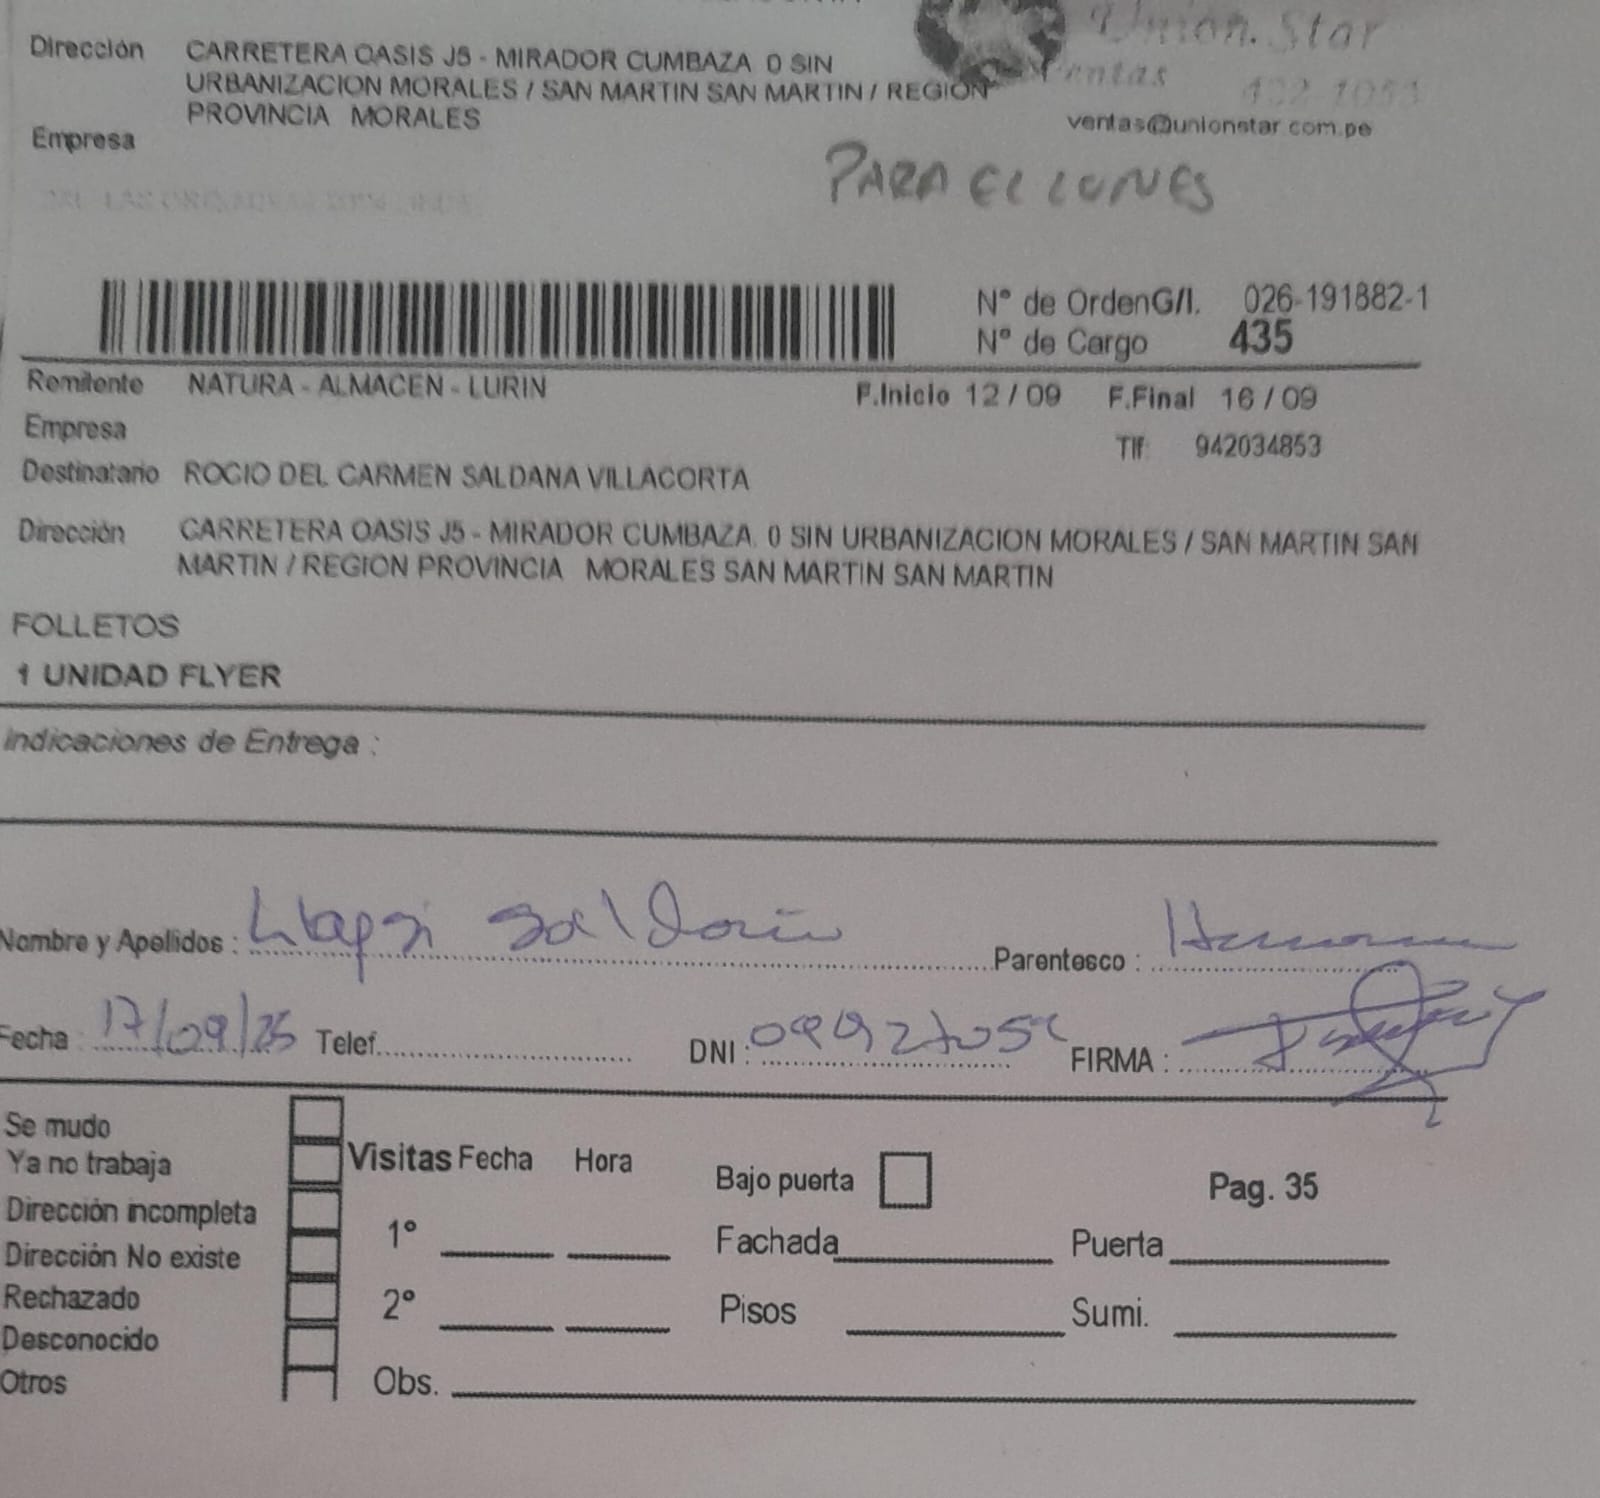 Union Star
Dirección CARRETERA OASIS J5 - MIRADOR CUMBAZA 0 SIN
URBANIZACION MORALES / SAN MARTIN SAN MARTIN / REGION
PROVINCIA MORALES
Ventas 422-1053
ventas@unionstar.com.pe
Empresa
PARA EL LUNES
N° de OrdenG/I. 026-191882-1
N° de Cargo 435
Remitente NATURA - ALMACEN - LURIN F.Inicio 12 / 09 F.Final 16 / 09
Empresa Tlf: 942034853
Destinatario ROCIO DEL CARMEN SALDANA VILLACORTA
Dirección CARRETERA OASIS J5 - MIRADOR CUMBAZA. 0 SIN URBANIZACION MORALES / SAN MARTIN SAN
MARTIN / REGION PROVINCIA MORALES SAN MARTIN SAN MARTIN
FOLLETOS
1 UNIDAD FLYER
Indicaciones de Entrega :
Nombre y Apellidos : Parentesco :
Fecha : 17/09/25 Telef. DNI : FIRMA :
Se mudo
Ya no trabaja Visitas Fecha Hora Bajo puerta Pag. 35
Dirección incompleta 1° Fachada Puerta
Dirección No existe
Rechazado 2° Pisos Sumi.
Desconocido
Otros Obs.